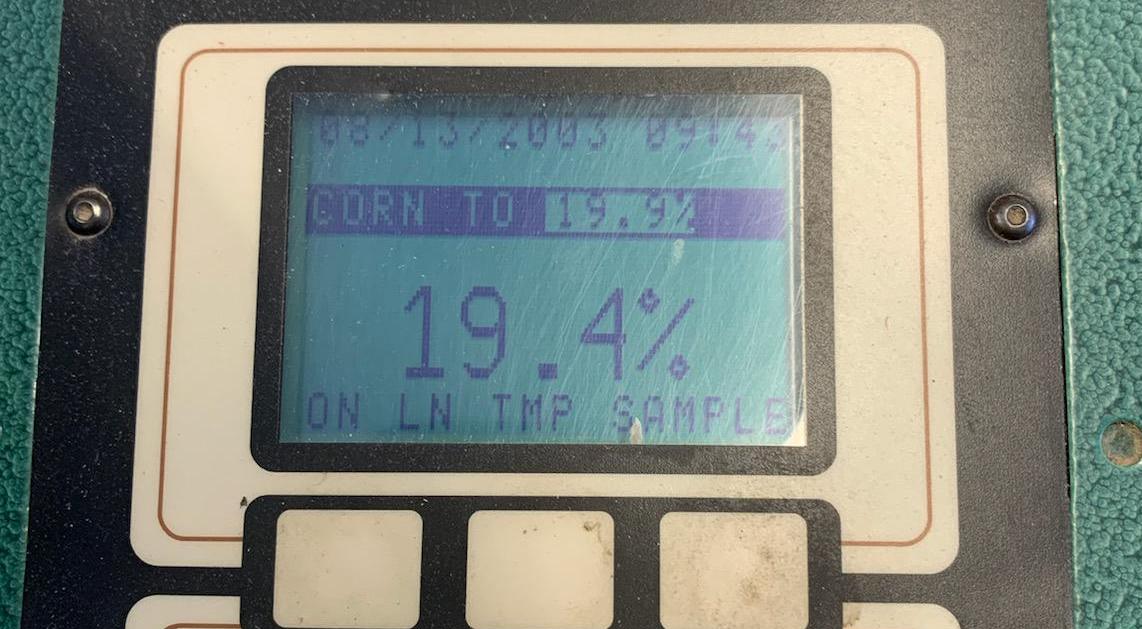 08/13/2003
CORN TO 19.9%
19.4%
ON LN TMP SAMPLE